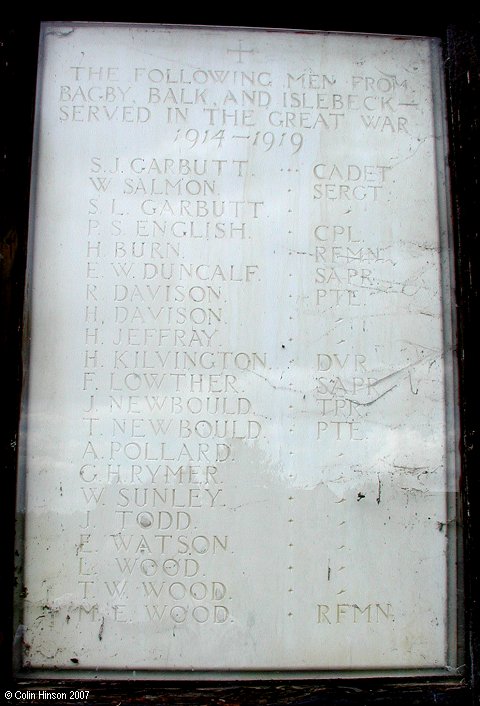 THE FOLLOWING MEN FROM
BAGBY, BALK, AND ISLEBECK—
SERVED IN THE GREAT WAR
1914—1919
S. J. GARBUTT. CADET.
W. SALMON. SERGT.
S. L. GARBUTT. "
P. S. ENGLISH. CPL.
H. BURN. RFMN.
E. W. DUNCALF. SAPR.
R. DAVISON. PTE.
H. DAVISON. "
H. JEFFRAY. "
H. KILVINGTON. DVR.
F. LOWTHER. SAPR.
J. NEWBOULD. TPR.
T. NEWBOULD. PTE.
A. POLLARD. "
G. H. RYMER. "
W. SUNLEY. "
J. TODD. "
E. WATSON. "
L. WOOD. "
T. W. WOOD. "
M. E. WOOD. RFMN.
© Colin Hinson 2007